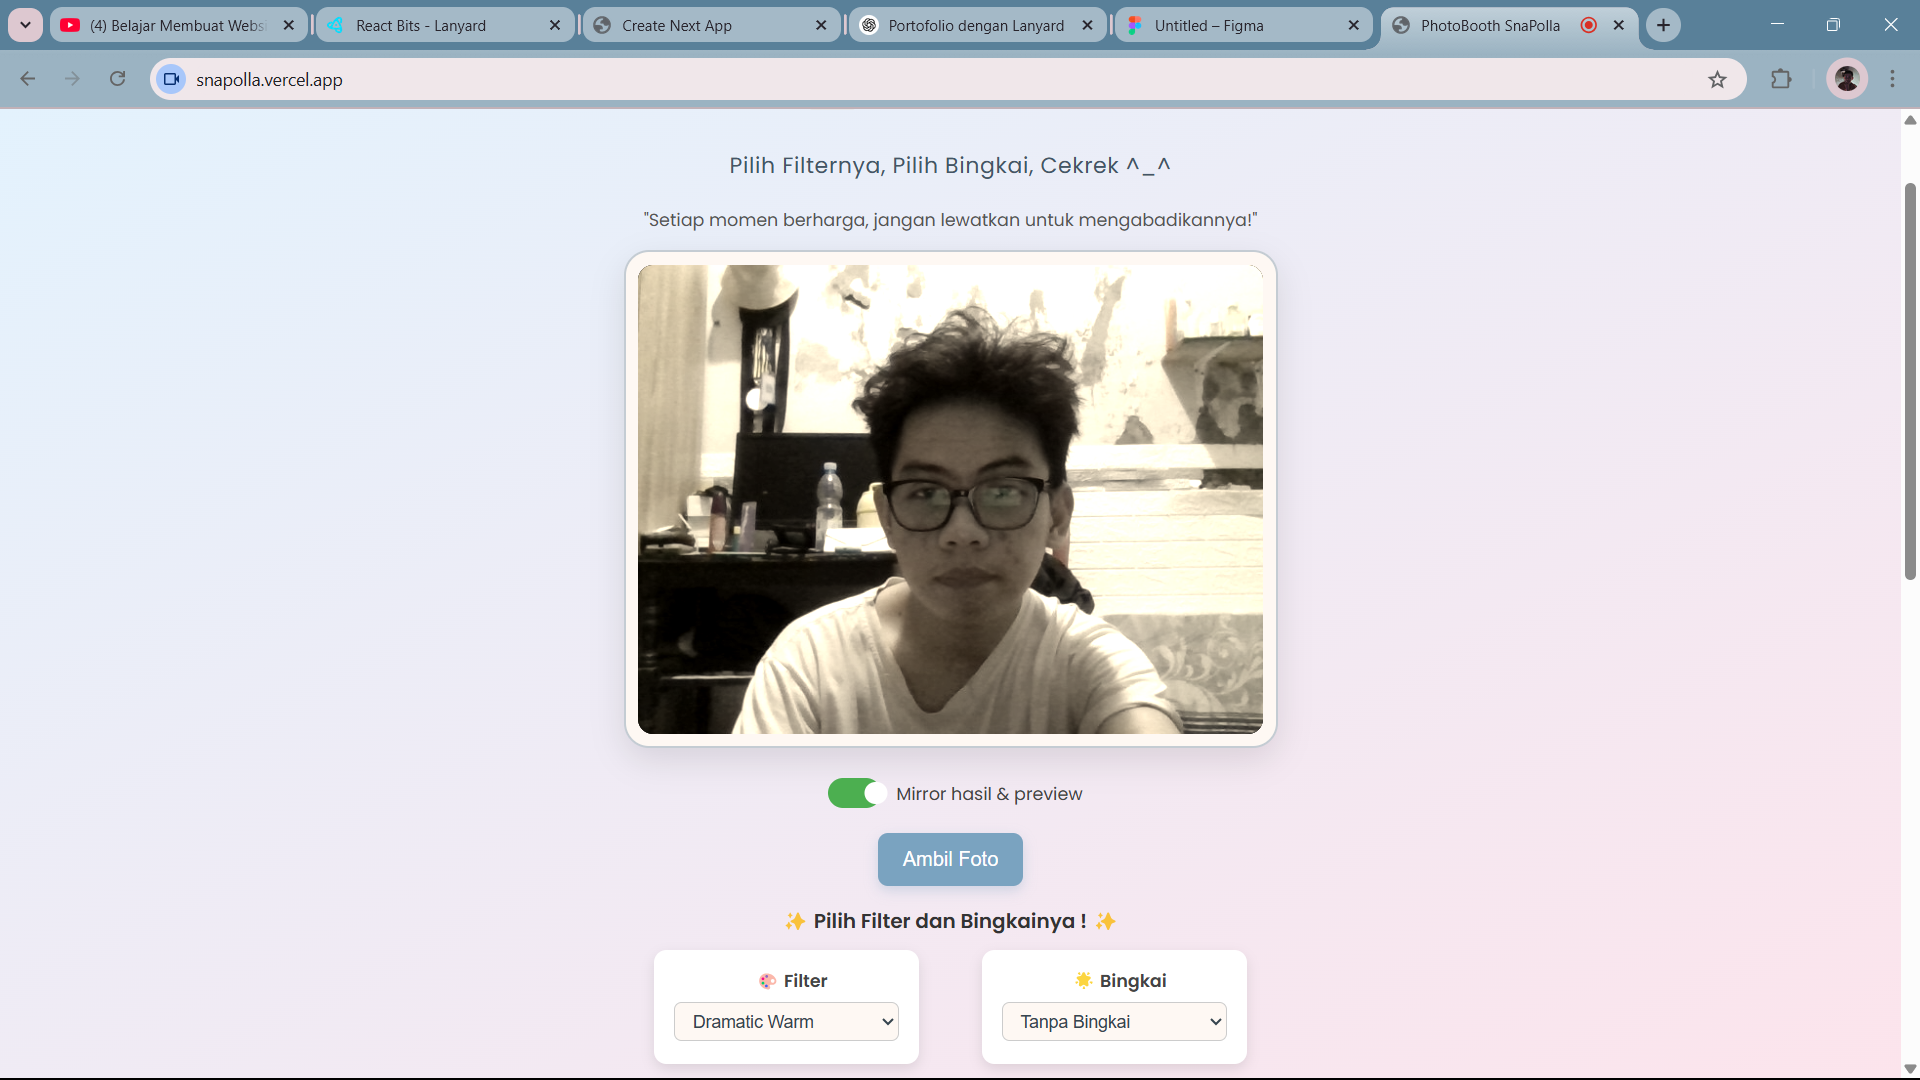 (4) Belajar Membuat Webs
React Bits - Lanyard
Create Next App
Portofolio dengan Lanyard
Untitled – Figma
PhotoBooth SnaPolla
snapolla.vercel.app
Pilih Filternya, Pilih Bingkai, Cekrek ^_^
"Setiap momen berharga, jangan lewatkan untuk mengabadikannya!"
Mirror hasil & preview
Ambil Foto
✨ Pilih Filter dan Bingkainya ! ✨
🎨 Filter
Dramatic Warm
🌟 Bingkai
Tanpa Bingkai